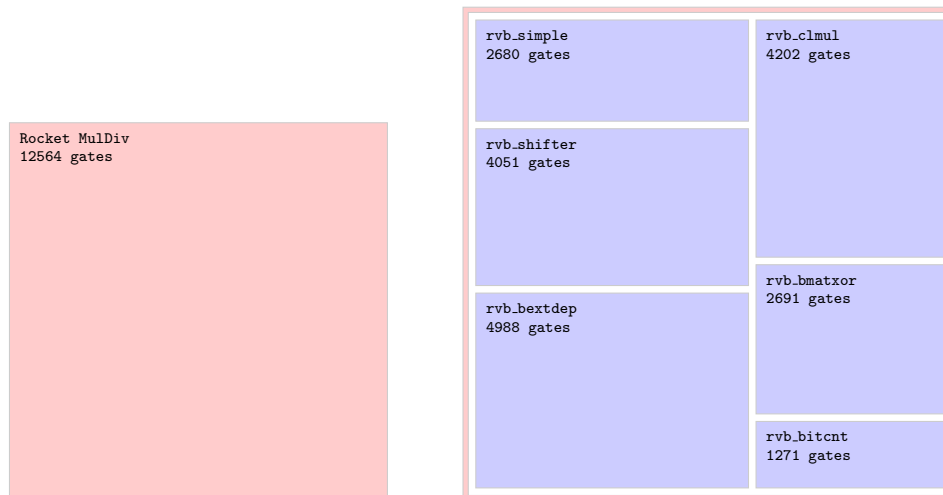 Rocket MulDiv
12564 gates
rvb_simple
2680 gates
rvb_shifter
4051 gates
rvb_bextdep
4988 gates
rvb_clmul
4202 gates
rvb_bmatxor
2691 gates
rvb_bitcnt
1271 gates